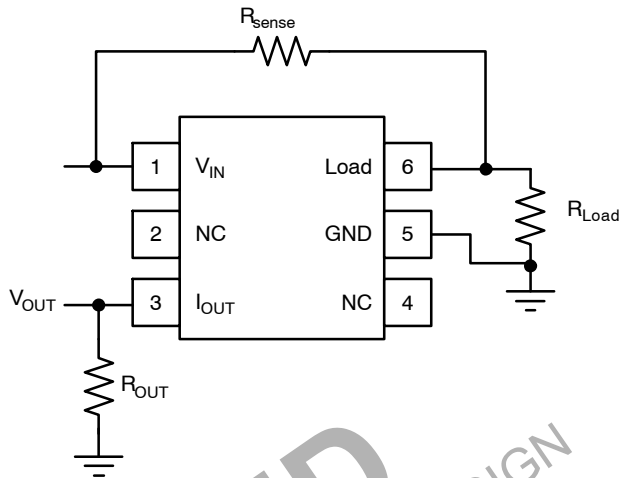 Rsense
1 VIN Load 6
2 NC GND 5
RLoad
VOUT 3 IOUT NC 4
ROUT